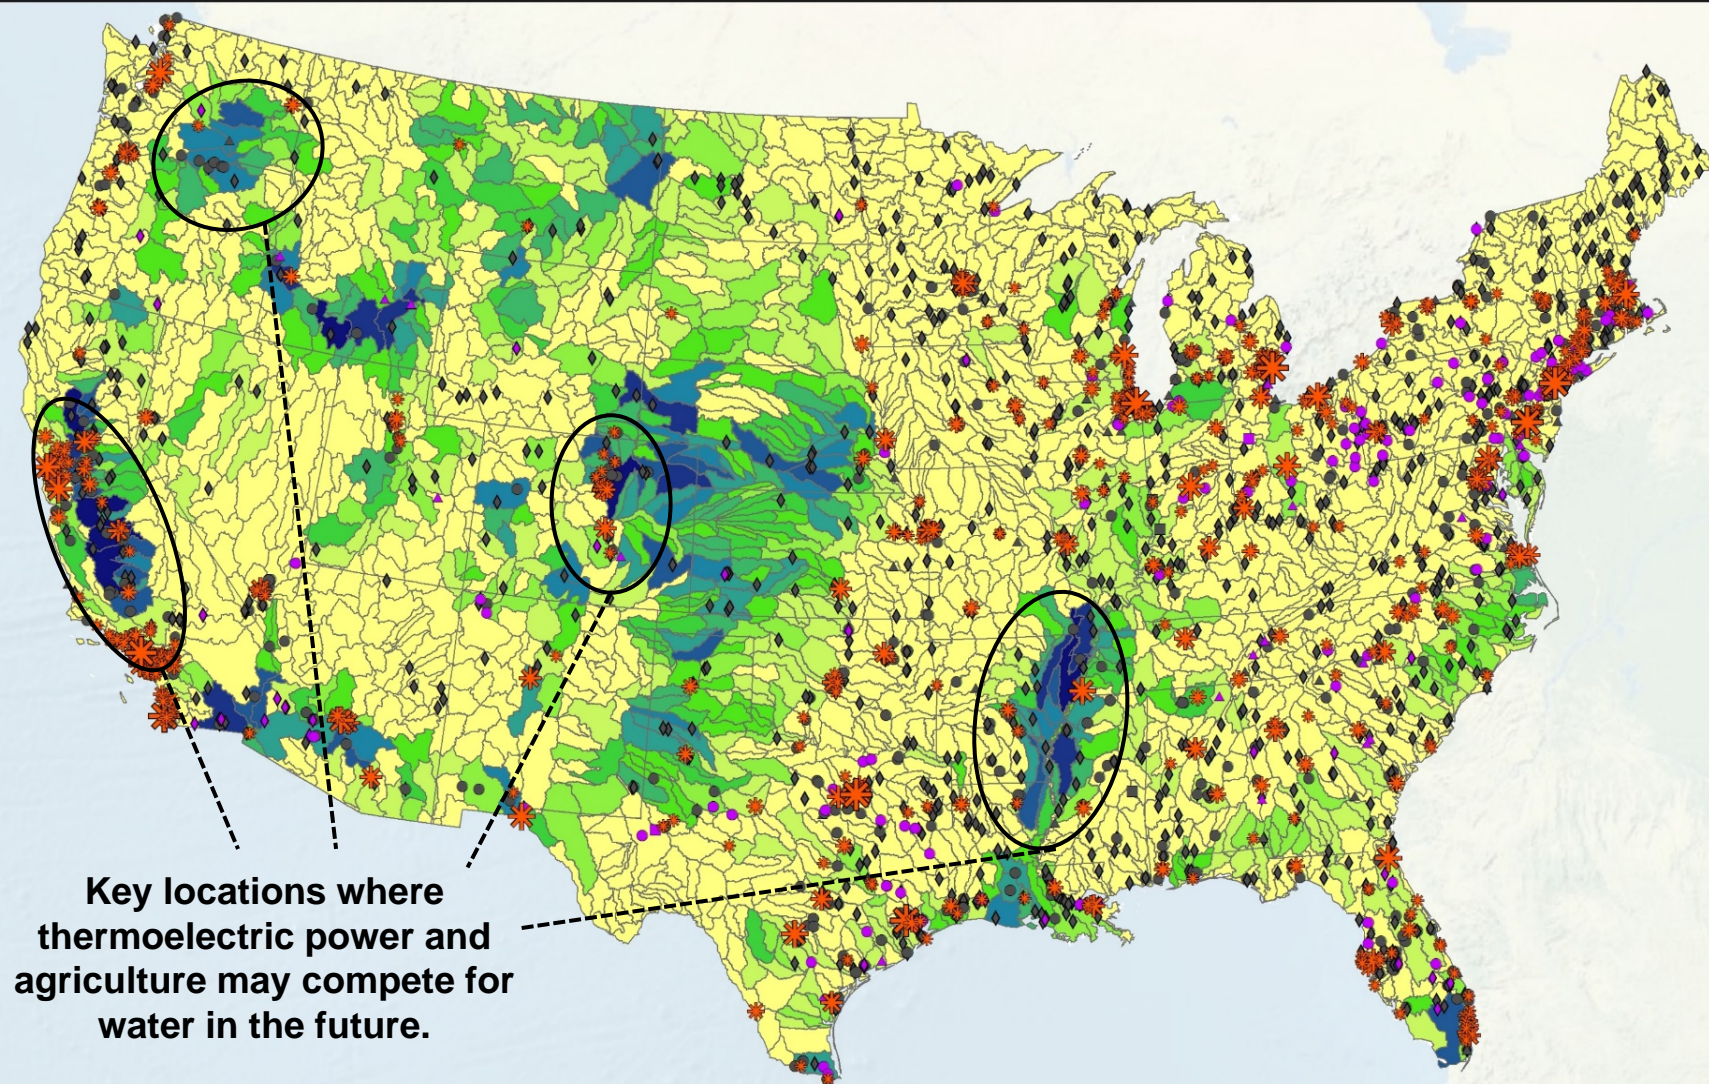 Key locations where
thermoelectric power and
agriculture may compete for
water in the future.